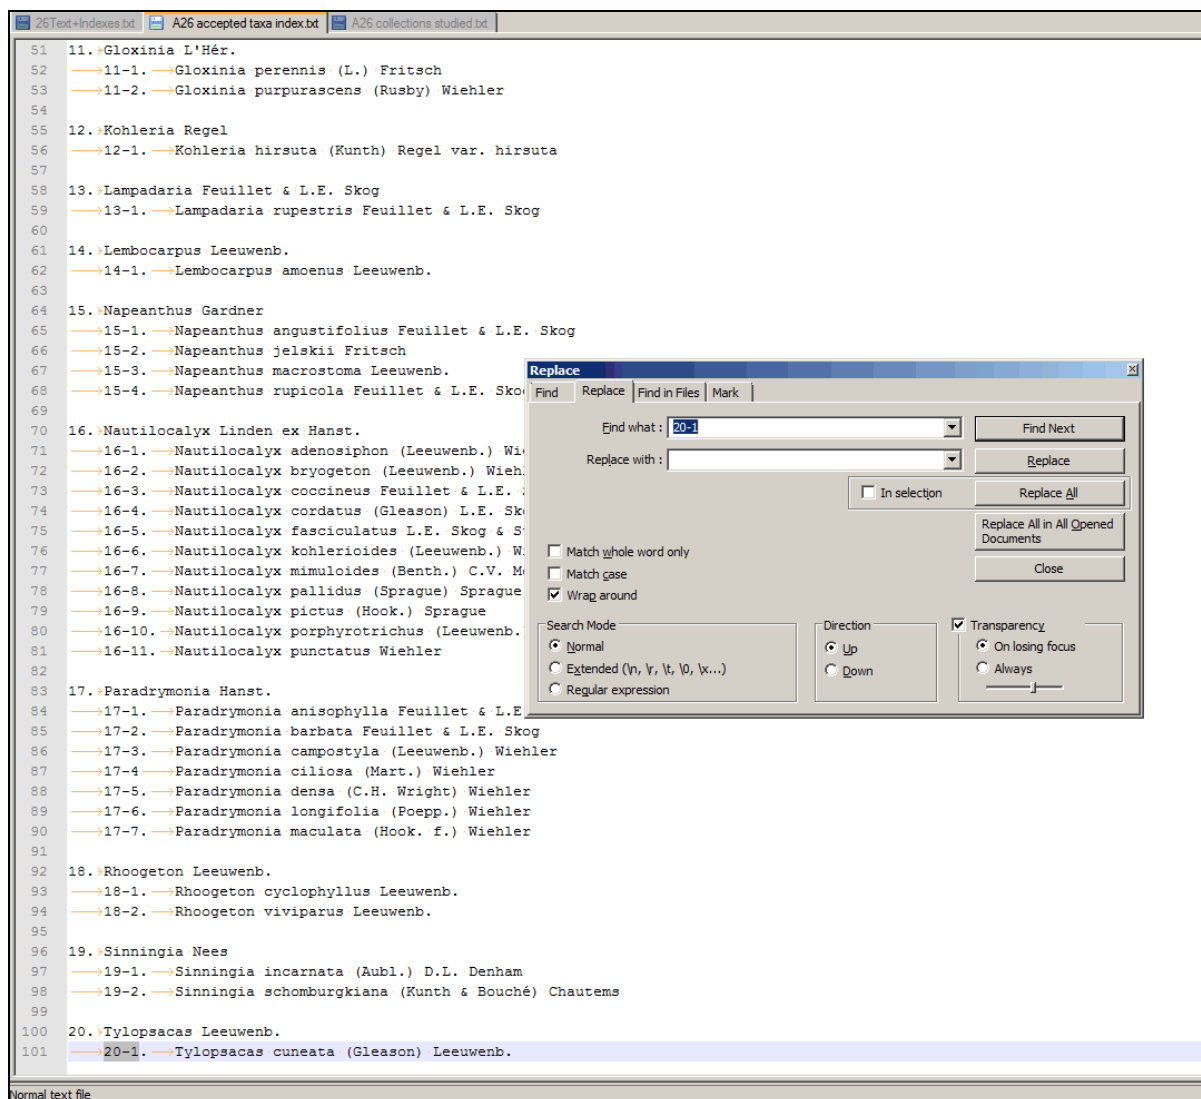 26Text+Indexes.txt A26 accepted taxa index.txt A26 collections studied.txt
51 11. Gloxinia L'Hér.
52 11-1. Gloxinia perennis (L.) Fritsch
53 11-2. Gloxinia purpurascens (Rusby) Wiehler
54
55 12. Kohleria Regel
56 12-1. Kohleria hirsuta (Kunth) Regel var. hirsuta
57
58 13. Lampadaria Feuillet & L.E. Skog
59 13-1. Lampadaria rupestris Feuillet & L.E. Skog
60
61 14. Lembocarpus Leeuwenb.
62 14-1. Lembocarpus amoenus Leeuwenb.
63
64 15. Napeanthus Gardner
65 15-1. Napeanthus angustifolius Feuillet & L.E. Skog
66 15-2. Napeanthus jelskii Fritsch
67 15-3. Napeanthus macrostoma Leeuwenb.
68 15-4. Napeanthus rupicola Feuillet & L.E. Sko
69
70 16. Nautilocalyx Linden ex Hanst.
71 16-1. Nautilocalyx adenosiphon (Leeuwenb.) Wi
72 16-2. Nautilocalyx bryogeton (Leeuwenb.) Wieh
73 16-3. Nautilocalyx coccineus Feuillet & L.E.
74 16-4. Nautilocalyx cordatus (Gleason) L.E. Sk
75 16-5. Nautilocalyx fasciculatus L.E. Skog & S
76 16-6. Nautilocalyx kohlerioides (Leeuwenb.) W
77 16-7. Nautilocalyx mimuloides (Benth.) C.V. M
78 16-8. Nautilocalyx pallidus (Sprague) Sprague
79 16-9. Nautilocalyx pictus (Hook.) Sprague
80 16-10. Nautilocalyx porphyrotrichus (Leeuwenb.
81 16-11. Nautilocalyx punctatus Wiehler
82
83 17. Paradrymonia Hanst.
84 17-1. Paradrymonia anisophylla Feuillet & L.E
85 17-2. Paradrymonia barbata Feuillet & L.E. Skog
86 17-3. Paradrymonia campostyla (Leeuwenb.) Wiehler
87 17-4 Paradrymonia ciliosa (Mart.) Wiehler
88 17-5. Paradrymonia densa (C.H. Wright) Wiehler
89 17-6. Paradrymonia longifolia (Poepp.) Wiehler
90 17-7. Paradrymonia maculata (Hook. f.) Wiehler
91
92 18. Rhoogeton Leeuwenb.
93 18-1. Rhoogeton cyclophyllus Leeuwenb.
94 18-2. Rhoogeton viviparus Leeuwenb.
95
96 19. Sinningia Nees
97 19-1. Sinningia incarnata (Aubl.) D.L. Denham
98 19-2. Sinningia schomburgkiana (Kunth & Bouché) Chautems
99
100 20. Tylopsacas Leeuwenb.
101 20-1. Tylopsacas cuneata (Gleason) Leeuwenb.
Replace
Find Replace Find in Files Mark
Find what : 20-1 Find Next
Replace with : Replace
In selection Replace All
Replace All in All Opened
Documents
Match whole word only
Close
Match case
Wrap around
Search Mode Direction Transparency
Normal Up On losing focus
Extended (\n, \r, \t, \0, \x...) Down Always
Regular expression
Normal text file